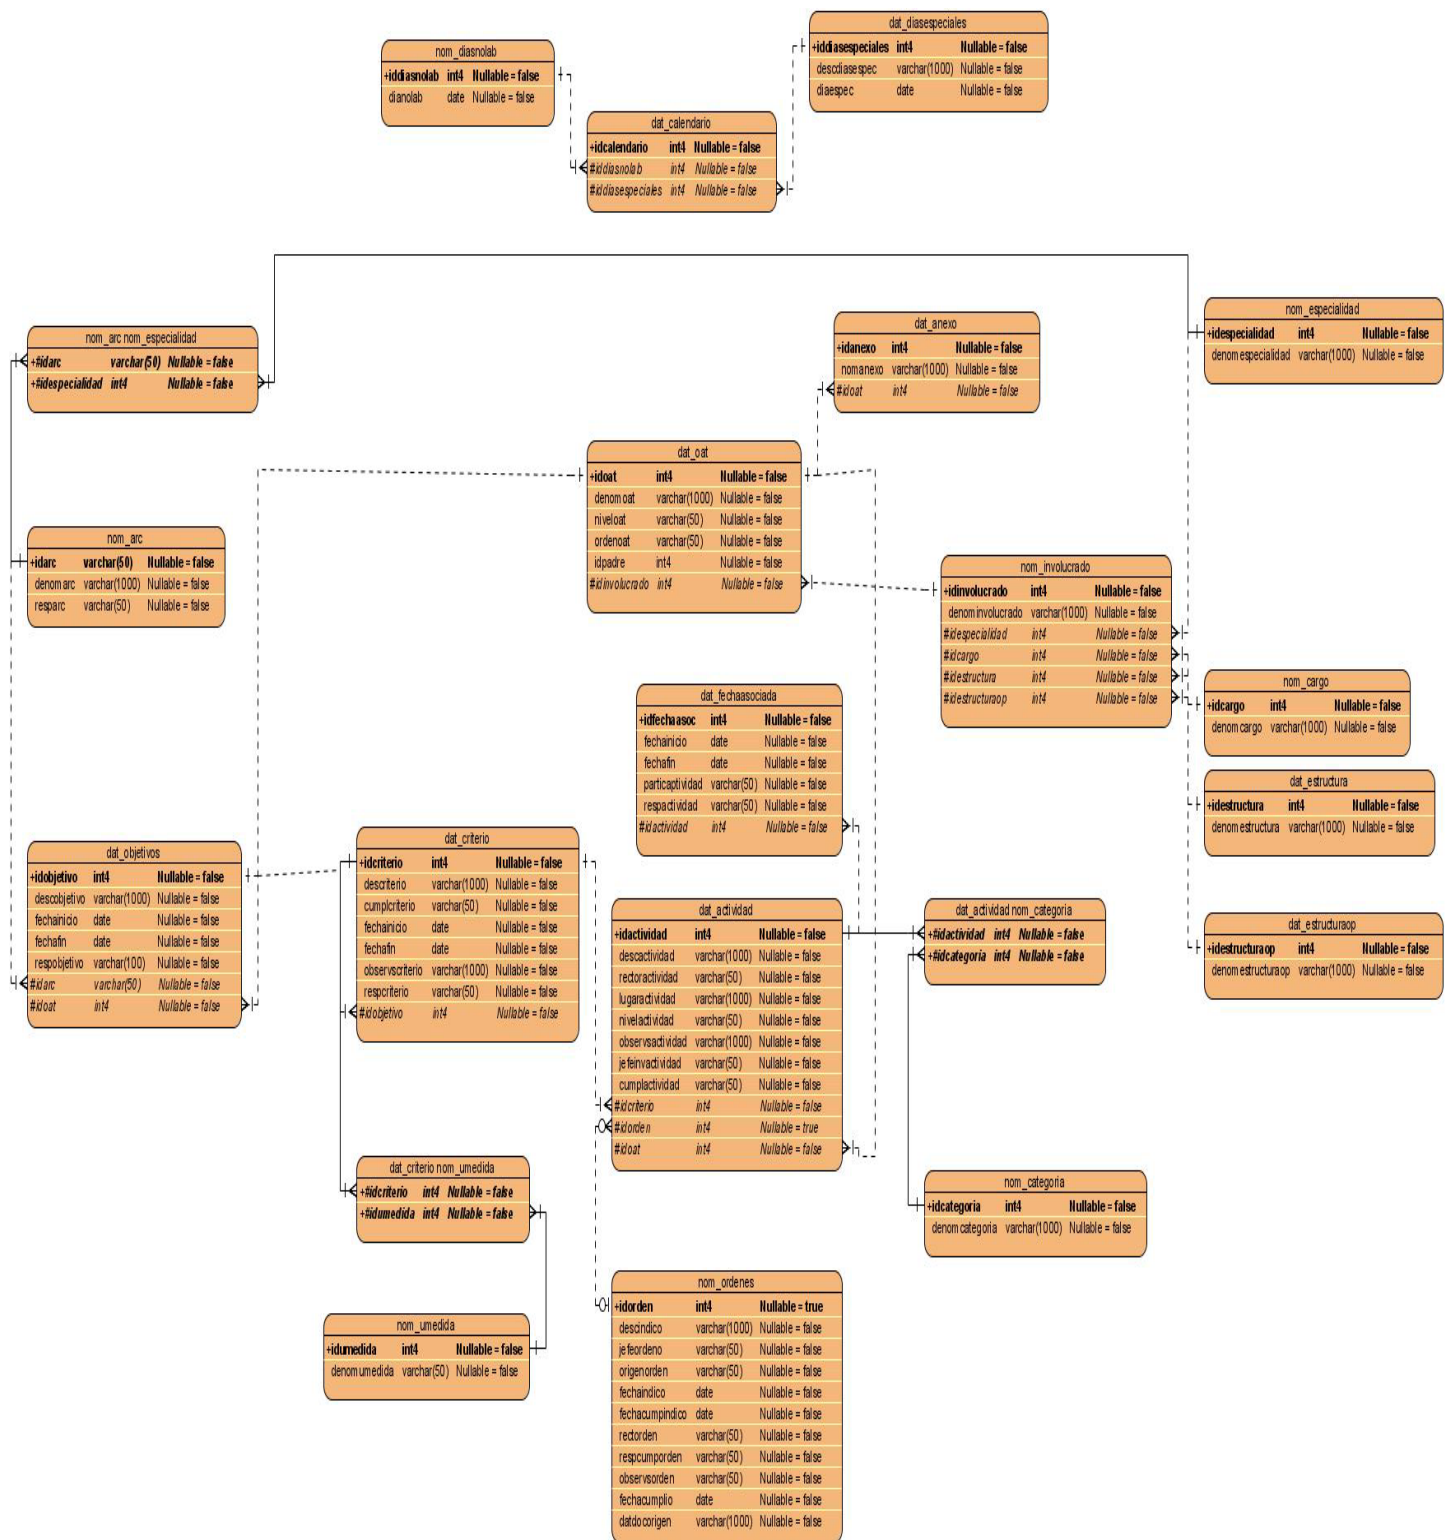 dat_diasespeciales
+iddiasespeciales int4 Nullable = false
descdiasespec varchar(1000) Nullable = false
diaespec date Nullable = false
nom_diasnolab
+iddiasnolab int4 Nullable = false
dianolab date Nullable = false
dat_calendario
+idcalendario int4 Nullable = false
#iddiasnolab int4 Nullable = false
#iddiasespeciales int4 Nullable = false
nom_arc nom_especialidad
+#idarc varchar(50) Nullable = false
+#idespecialidad int4 Nullable = false
dat_anexo
+idanexo int4 Nullable = false
nomanexo varchar(1000) Nullable = false
#idoat int4 Nullable = false
nom_especialidad
+idespecialidad int4 Nullable = false
denomespecialidad varchar(1000) Nullable = false
dat_oat
+idoat int4 Nullable = false
denomoat varchar(1000) Nullable = false
niveloat varchar(50) Nullable = false
ordenoat varchar(50) Nullable = false
idpadre int4 Nullable = false
#idinvolucrado int4 Nullable = false
nom_arc
+idarc varchar(50) Nullable = false
denomarc varchar(1000) Nullable = false
resparc varchar(50) Nullable = false
nom_involucrado
+idinvolucrado int4 Nullable = false
denominvolucrado varchar(1000) Nullable = false
#idespecialidad int4 Nullable = false
#idcargo int4 Nullable = false
#idestructura int4 Nullable = false
#idestructuraop int4 Nullable = false
nom_cargo
+idcargo int4 Nullable = false
denomcargo varchar(1000) Nullable = false
dat_fechaasociada
+idfechaasoc int4 Nullable = false
fechainicio date Nullable = false
fechafin date Nullable = false
particaptividad varchar(50) Nullable = false
respactividad varchar(50) Nullable = false
#idactividad int4 Nullable = false
dat_estructura
+idestructura int4 Nullable = false
denomestructura varchar(1000) Nullable = false
dat_objetivos
+idobjetivo int4 Nullable = false
descobjetivo varchar(1000) Nullable = false
fechainicio date Nullable = false
fechafin date Nullable = false
respobjetivo varchar(100) Nullable = false
#idarc varchar(50) Nullable = false
#idoat int4 Nullable = false
dat_criterio
+idcriterio int4 Nullable = false
descriterio varchar(1000) Nullable = false
cumplcriterio varchar(50) Nullable = false
fechainicio date Nullable = false
fechafin date Nullable = false
observscriterio varchar(1000) Nullable = false
respcriterio varchar(50) Nullable = false
#idobjetivo int4 Nullable = false
dat_actividad
+idactividad int4 Nullable = false
descactividad varchar(1000) Nullable = false
rectoractividad varchar(50) Nullable = false
lugaractividad varchar(1000) Nullable = false
nivelactividad varchar(50) Nullable = false
observsactividad varchar(1000) Nullable = false
jefeinvactividad varchar(50) Nullable = false
cumplactividad varchar(50) Nullable = false
#idcriterio int4 Nullable = false
#idorden int4 Nullable = true
#idoat int4 Nullable = false
dat_actividad nom_categoria
+#idactividad int4 Nullable = false
+#idcategoria int4 Nullable = false
dat_estructuraop
+idestructuraop int4 Nullable = false
denomestructuraop varchar(1000) Nullable = false
dat_criterio nom_umedida
+#idcriterio int4 Nullable = false
+#idumedida int4 Nullable = false
nom_categoria
+idcategoria int4 Nullable = false
denomcategoria varchar(1000) Nullable = false
nom_umedida
+idumedida int4 Nullable = false
denomumedida varchar(50) Nullable = false
nom_ordenes
+idorden int4 Nullable = true
descindico varchar(1000) Nullable = false
jefeordeno varchar(50) Nullable = false
origenorden varchar(50) Nullable = false
fechaindico date Nullable = false
fechacumpindico date Nullable = false
rectorden varchar(50) Nullable = false
respcumporden varchar(50) Nullable = false
observsorden varchar(50) Nullable = false
fechacumplio date Nullable = false
datdocorigen varchar(1000) Nullable = false